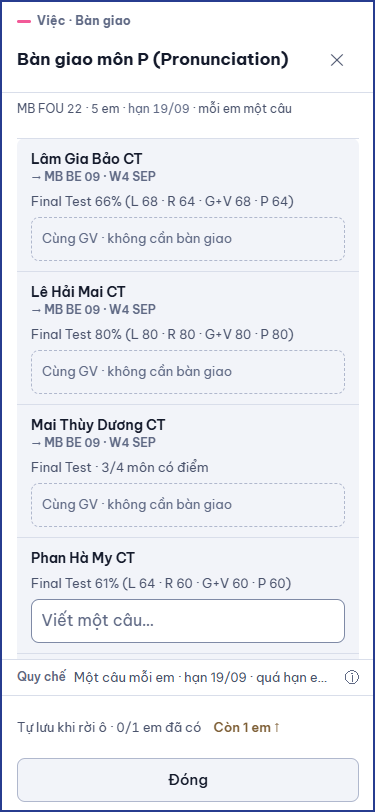 Việc · Bàn giao
Bàn giao môn P (Pronunciation)
MB FOU 22 · 5 em · hạn 19/09 · mỗi em một câu
Lâm Gia Bảo CT
→ MB BE 09 · W4 SEP
Final Test 66% (L 68 · R 64 · G+V 68 · P 64)
Cùng GV · không cần bàn giao
Lê Hải Mai CT
→ MB BE 09 · W4 SEP
Final Test 80% (L 80 · R 80 · G+V 80 · P 80)
Cùng GV · không cần bàn giao
Mai Thùy Dương CT
→ MB BE 09 · W4 SEP
Final Test · 3/4 môn có điểm
Cùng GV · không cần bàn giao
Phan Hà My CT
Final Test 61% (L 64 · R 60 · G+V 60 · P 60)
Viết một câu...
Quy chế Một câu mỗi em · hạn 19/09 · quá hạn e...
Tự lưu khi rời ô · 0/1 em đã có Còn 1 em ↑
Đóng